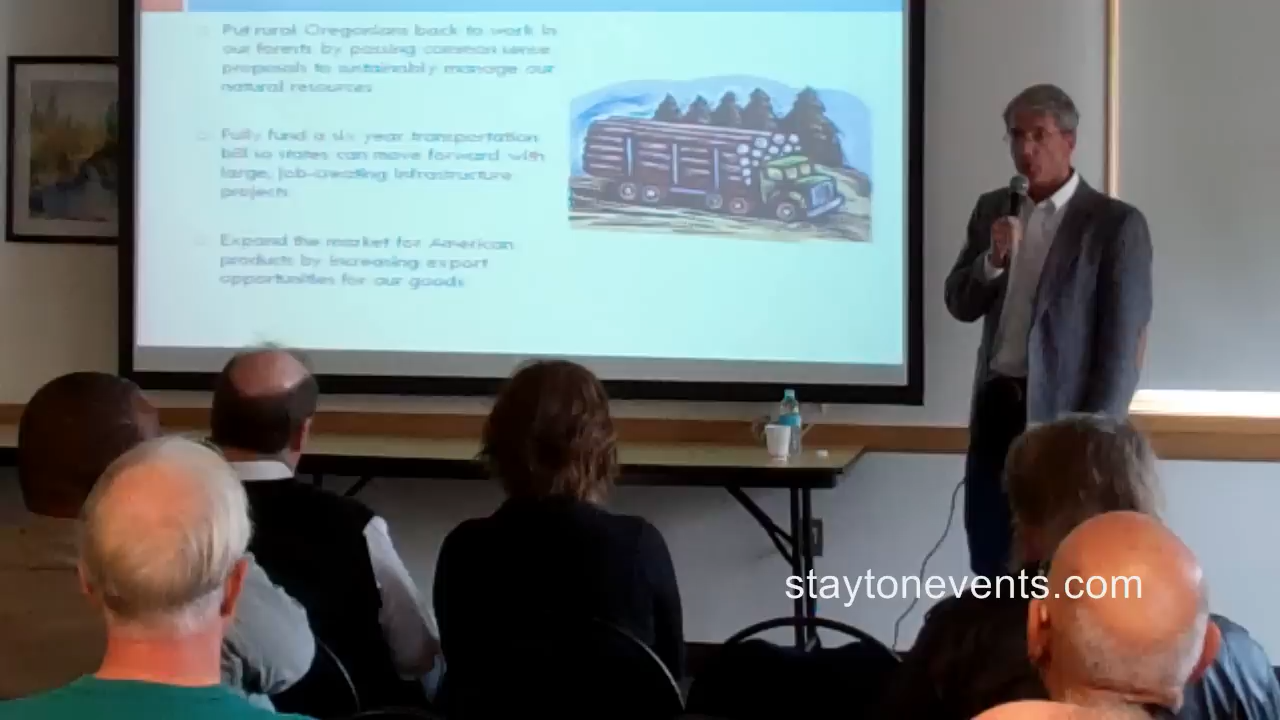 Put rural Oregonians back to work in
our forests by passing common sense
proposals to sustainably manage our
natural resources
Fully fund a six year transportation
bill so states can move forward with
large, job-creating infrastructure
projects
Expand the market for American
products by increasing export
opportunities for our goods
staytonevents.com